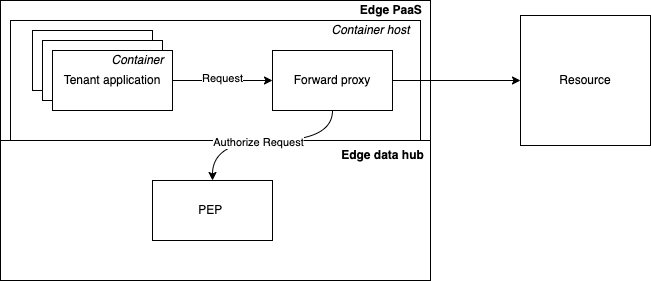 Edge PaaS
Container host
Container
Tenant application
Request
Forward proxy
Resource
Authorize Request
Edge data hub
PEP